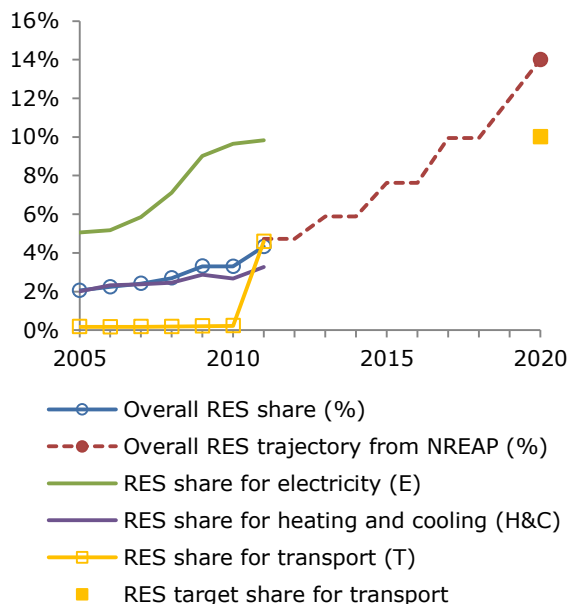 16%
14%
12%
10%
8%
6%
4%
2%
0%
2005 2010 2015 2020
Overall RES share (%)
Overall RES trajectory from NREAP (%)
RES share for electricity (E)
RES share for heating and cooling (H&C)
RES share for transport (T)
RES target share for transport